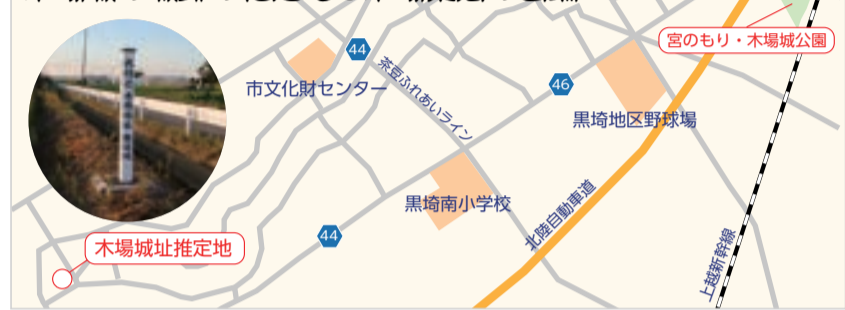 宮のもり・木場城公園
44
市文化財センター
茶豆ふれあいライン
46
黒埼地区野球場
黒埼南小学校
北陸自動車道
木場城址推定地
44
上越新幹線